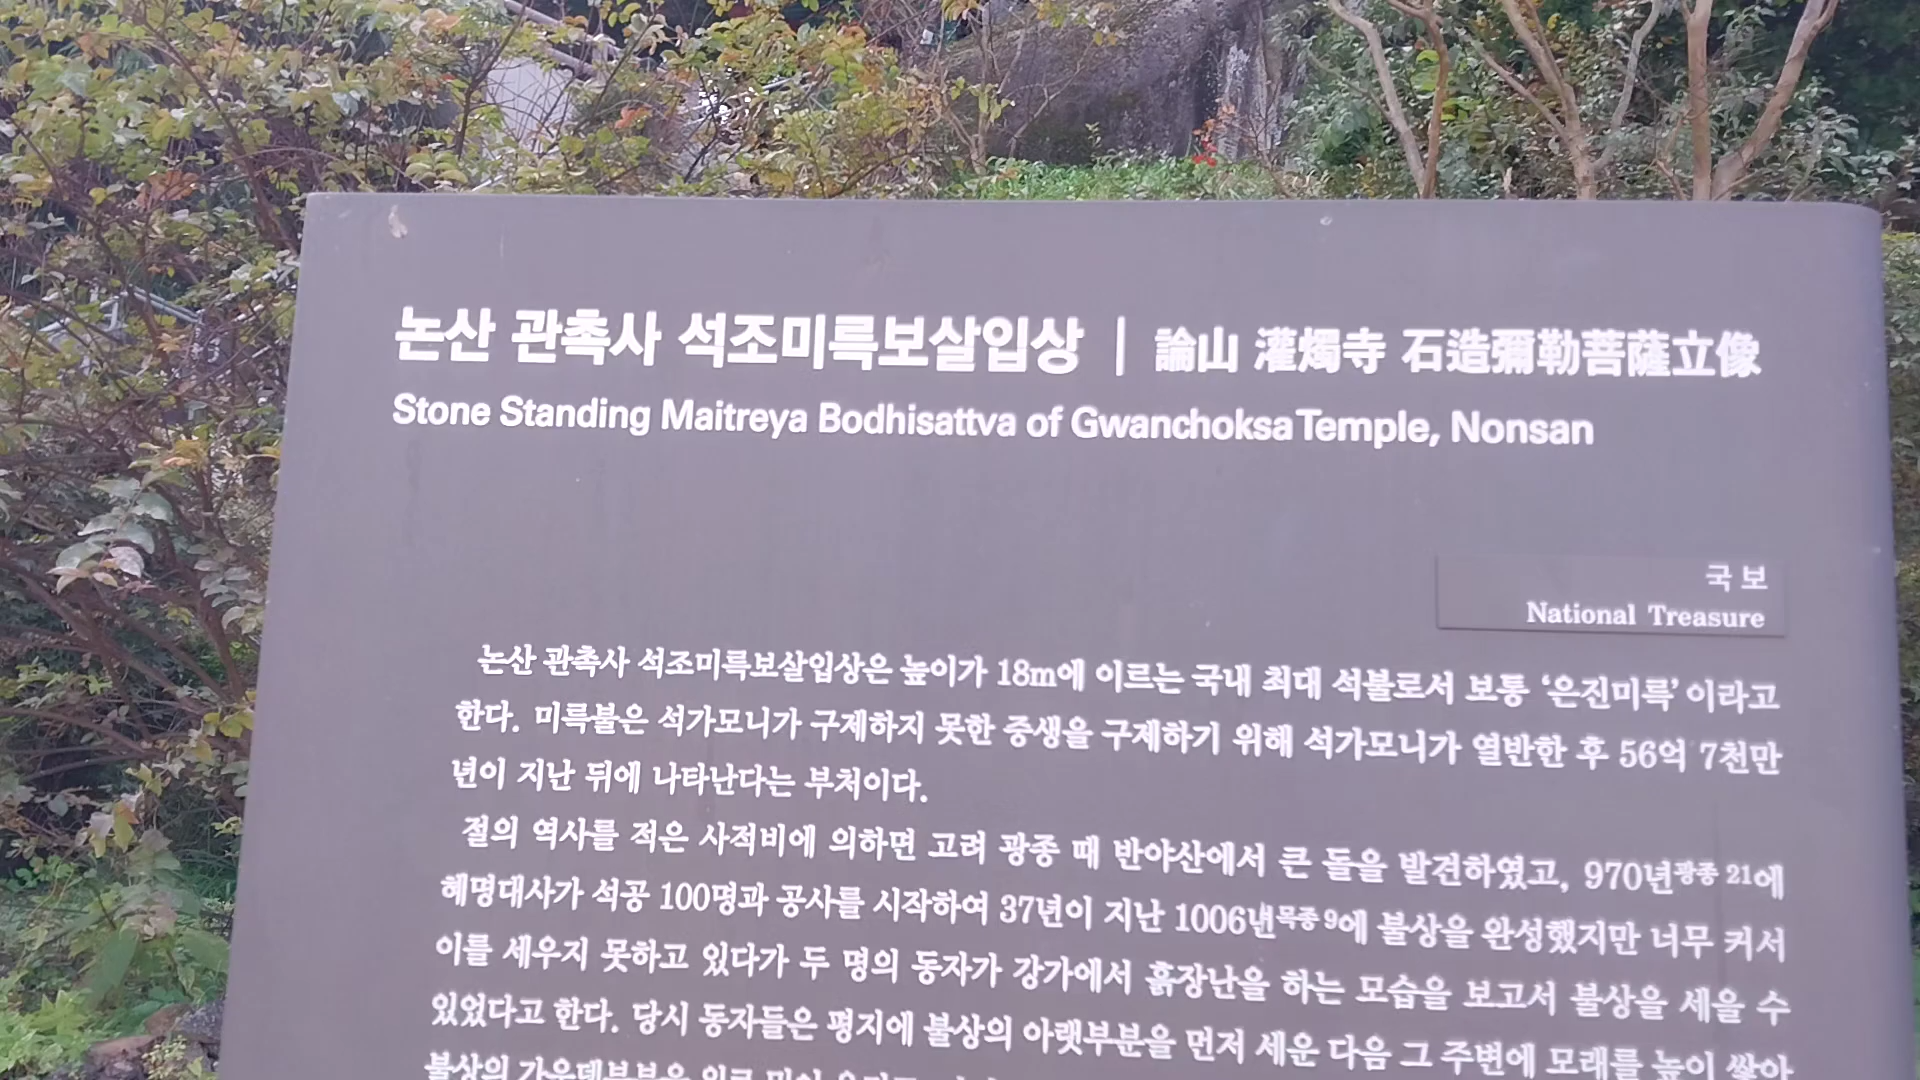 논산 관촉사 석조미륵보살입상 | 論山 灌燭寺 石造彌勒菩薩立像
Stone Standing Maitreya Bodhisattva of Gwanchoksa Temple, Nonsan
국보
National Treasure
논산 관촉사 석조미륵보살입상은 높이가 18m에 이르는 국내 최대 석불로서 보통 ‘은진미륵’이라고
한다. 미륵불은 석가모니가 구제하지 못한 중생을 구제하기 위해 석가모니가 열반한 후 56억 7천만
년이 지난 뒤에 나타난다는 부처이다.
절의 역사를 적은 사적비에 의하면 고려 광종 때 반야산에서 큰 돌을 발견하였고, 970년광종 21에
혜명대사가 석공 100명과 공사를 시작하여 37년이 지난 1006년목종 9에 불상을 완성했지만 너무 커서
이를 세우지 못하고 있다가 두 명의 동자가 강가에서 흙장난을 하는 모습을 보고서 불상을 세울 수
있었다고 한다. 당시 동자들은 평지에 불상의 아랫부분을 먼저 세운 다음 그 주변에 모래를 높이 쌓아
불상의 가운데부분을